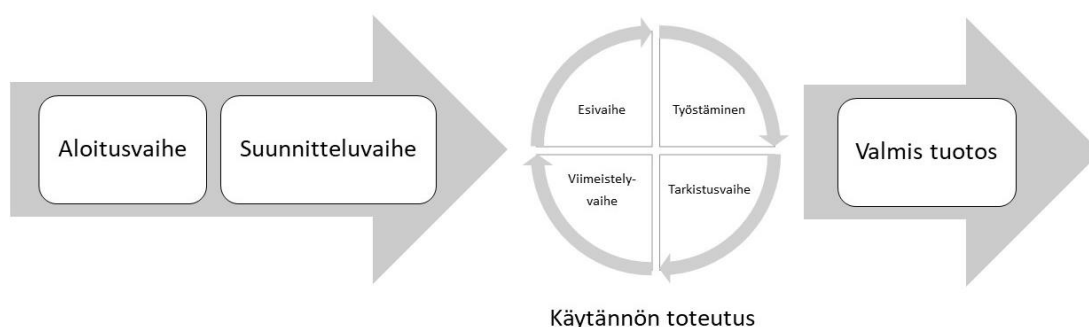 Aloitusvaihe
Suunnitteluvaihe
Esivaihe
Työstäminen
Viimeistely-
vaihe
Tarkistusvaihe
Valmis tuotos
Käytännön toteutus